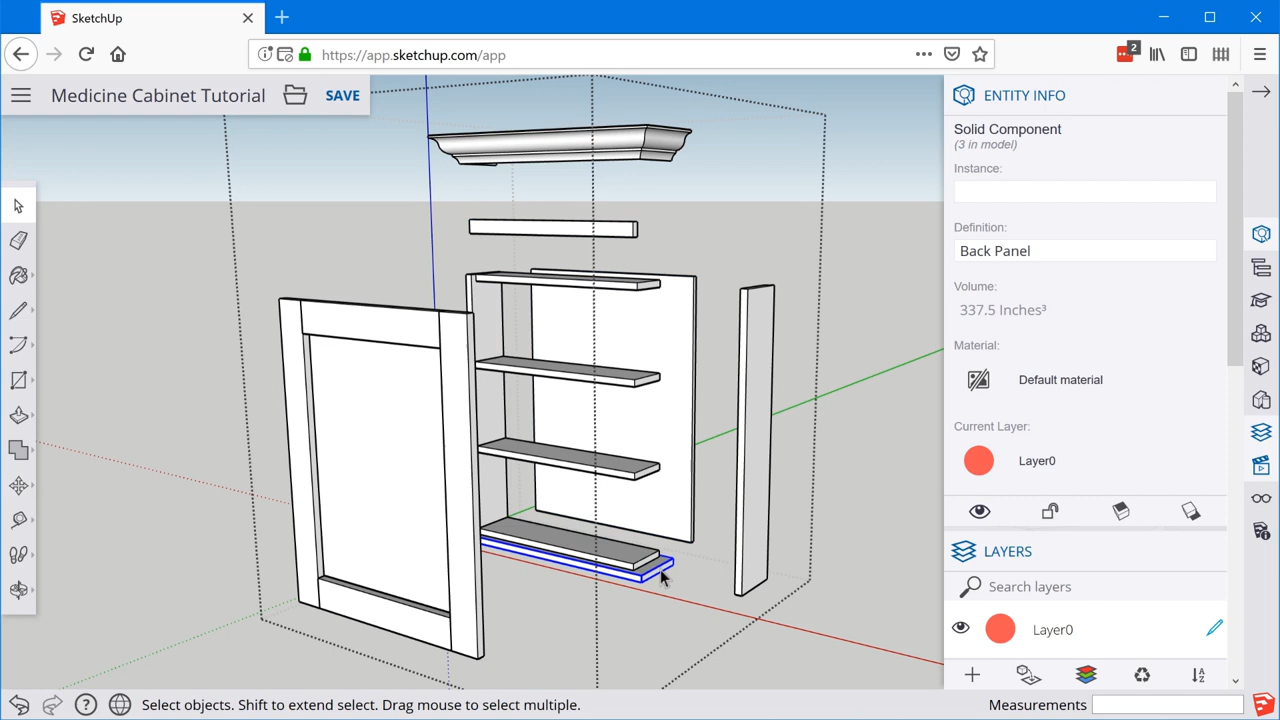 SketchUp
https://app.sketchup.com/app
2
Medicine Cabinet Tutorial
SAVE
ENTITY INFO
Solid Component
(3 in model)
Instance:
Definition:
Back Panel
Volume:
337.5 Inches³
Material:
Default material
Current Layer:
Layer0
LAYERS
Search layers
Layer0
Select objects. Shift to extend select. Drag mouse to select multiple.
Measurements